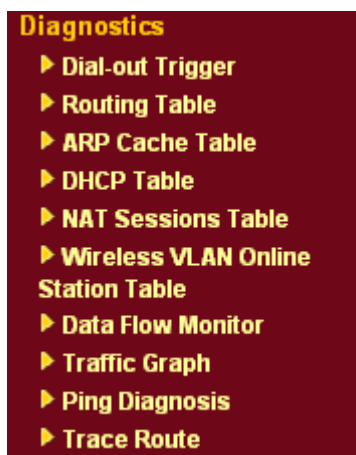 Diagnostics
Dial-out Trigger
Routing Table
ARP Cache Table
DHCP Table
NAT Sessions Table
Wireless VLAN Online
Station Table
Data Flow Monitor
Traffic Graph
Ping Diagnosis
Trace Route